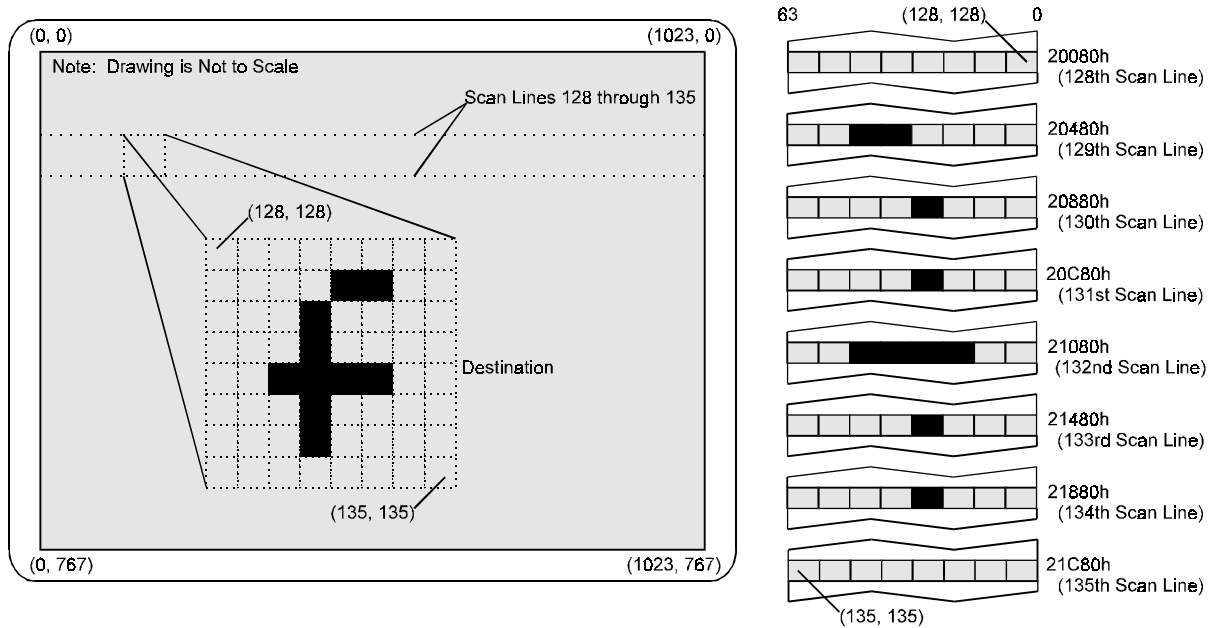 (0, 0)
(1023, 0)
Note: Drawing is Not to Scale
Scan Lines 128 through 135
(128, 128)
Destination
(135, 135)
(0, 767)
(1023, 767)
63
(128, 128)
0
20080h
(128th Scan Line)
20480h
(129th Scan Line)
20880h
(130th Scan Line)
20C80h
(131st Scan Line)
21080h
(132nd Scan Line)
21480h
(133rd Scan Line)
21880h
(134th Scan Line)
21C80h
(135th Scan Line)
(135, 135)